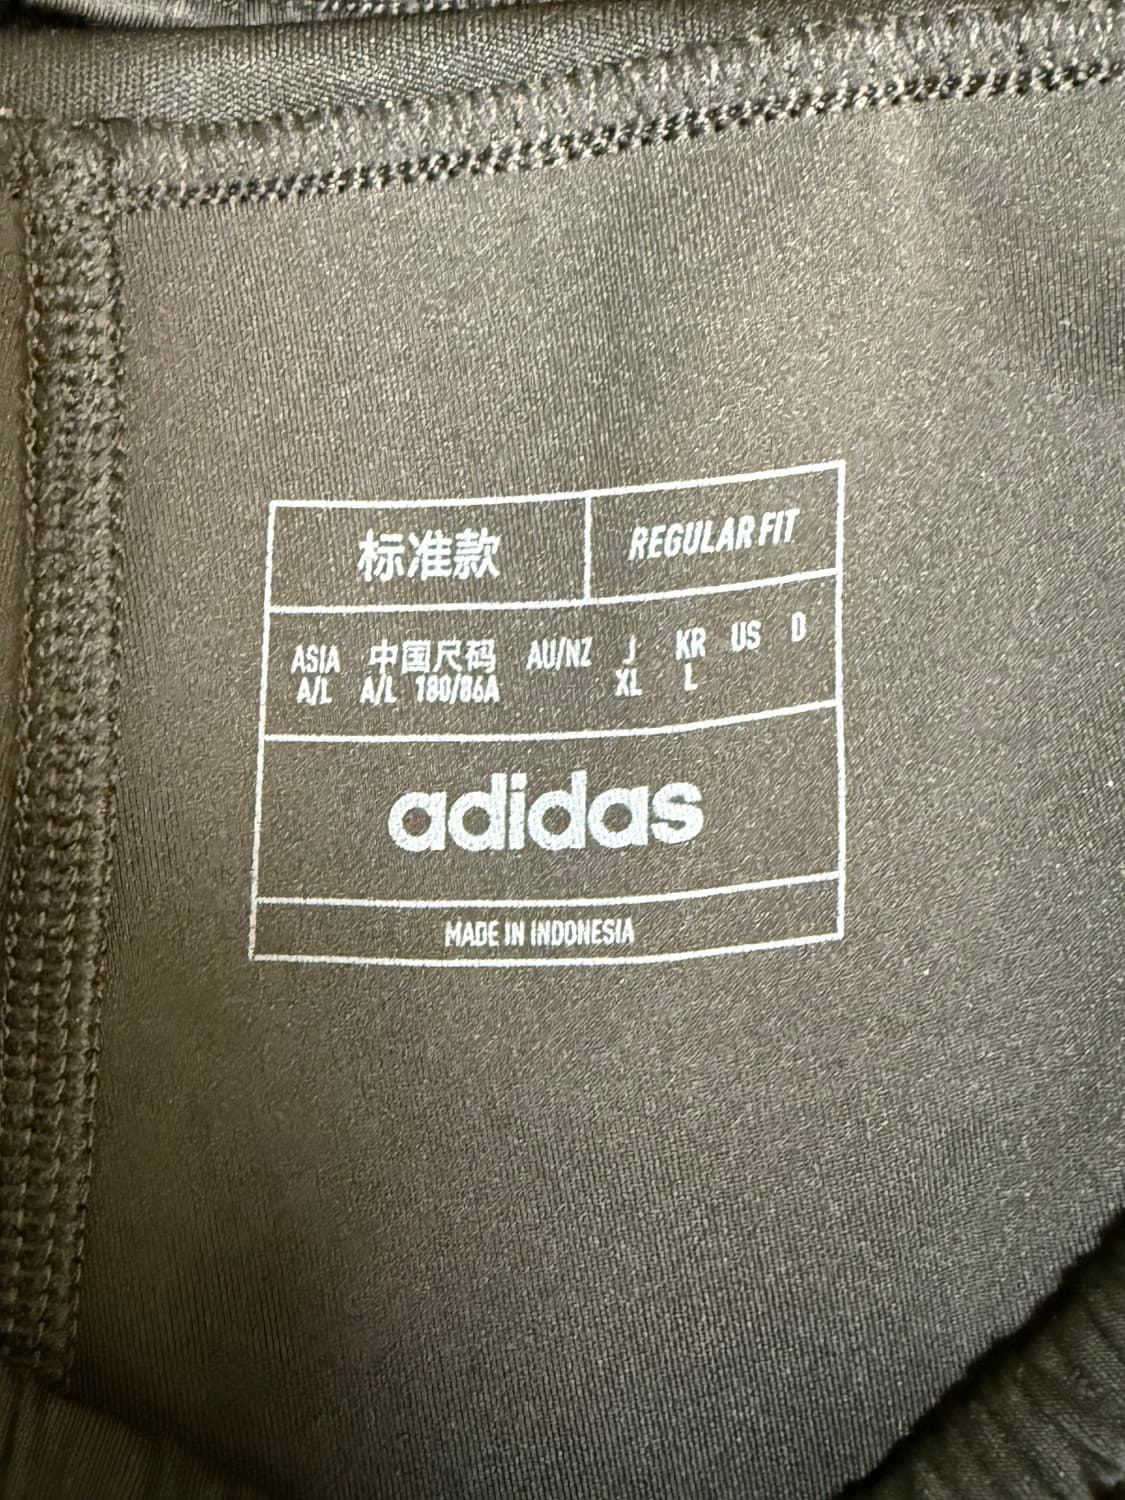 标准款 REGULAR FIT
ASIA 中国尺码 AU/NZ J KR US D
A/L A/L 180/86A XL L
adidas
MADE IN INDONESIA